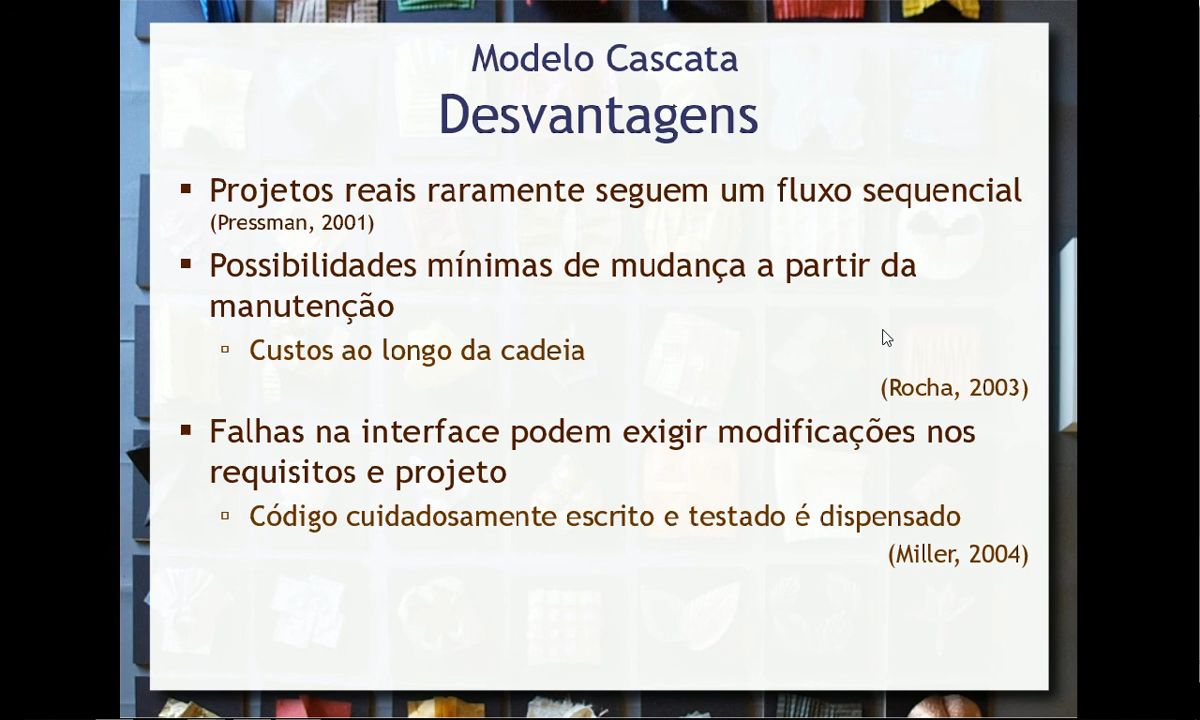 Modelo Cascata
Desvantagens
▪ Projetos reais raramente seguem um fluxo sequencial
(Pressman, 2001)
▪ Possibilidades mínimas de mudança a partir da
manutenção
▫ Custos ao longo da cadeia
(Rocha, 2003)
▪ Falhas na interface podem exigir modificações nos
requisitos e projeto
▫ Código cuidadosamente escrito e testado é dispensado
(Miller, 2004)